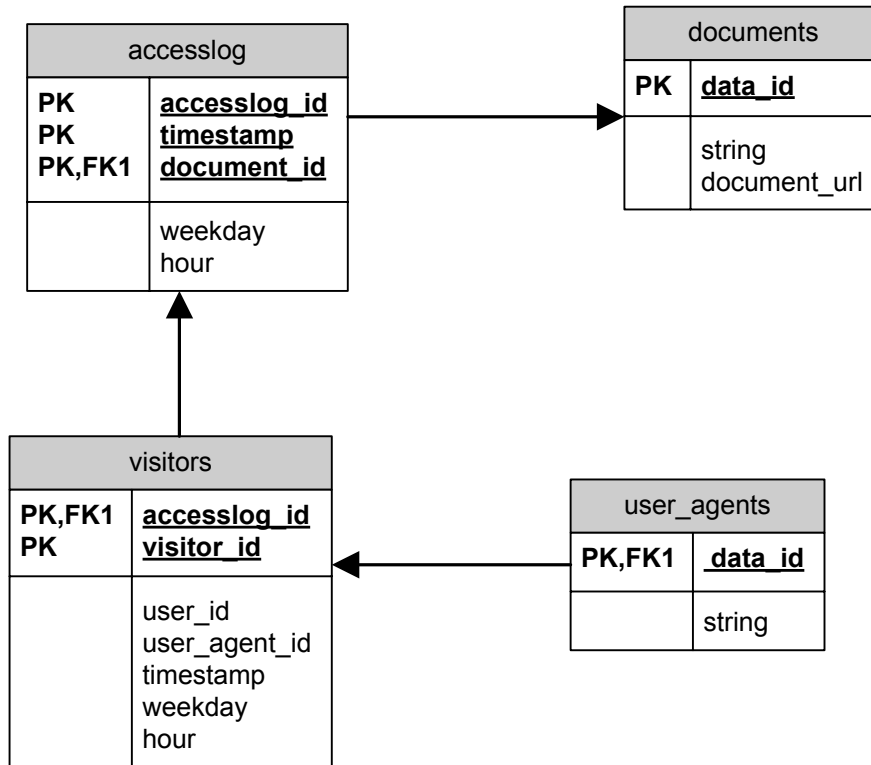 accesslog
PK accesslog_id
PK timestamp
PK,FK1 document_id
weekday
hour
documents
PK data_id
string
document_url
visitors
PK,FK1 accesslog_id
PK visitor_id
user_id
user_agent_id
timestamp
weekday
hour
user_agents
PK,FK1 data_id
string